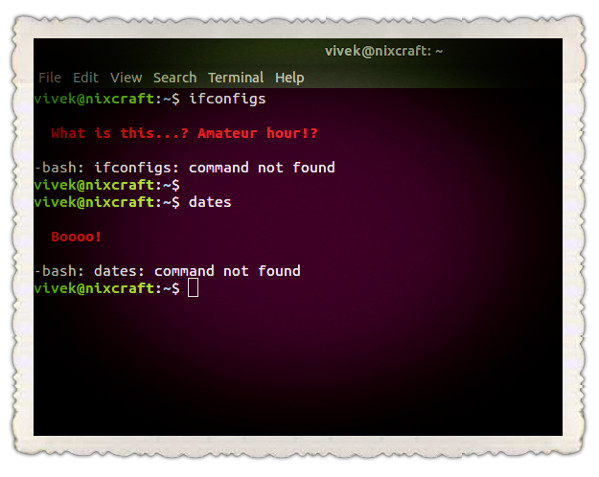 vivek@nixcraft: ~
File Edit View Search Terminal Help
vivek@nixcraft:~$ ifconfigs
What is this...? Amateur hour!?
-bash: ifconfigs: command not found
vivek@nixcraft:~$
vivek@nixcraft:~$ dates
Boooo!
-bash: dates: command not found
vivek@nixcraft:~$